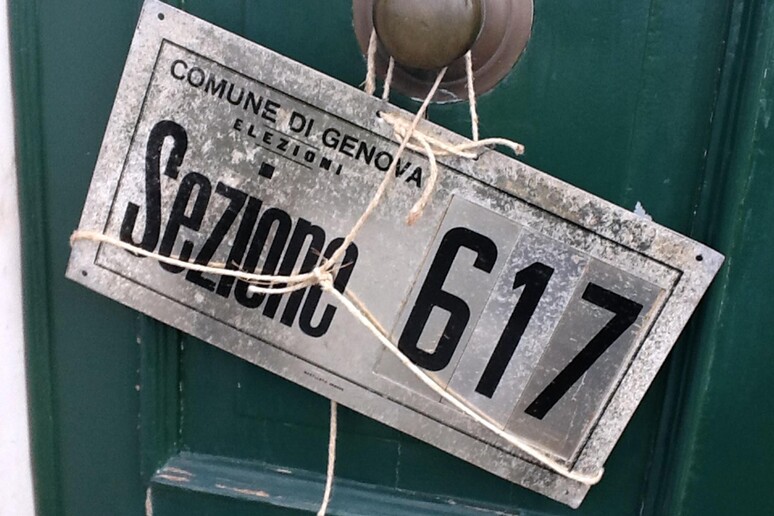 COMUNE DI GENOVA
ELEZIONI
Sezione 617